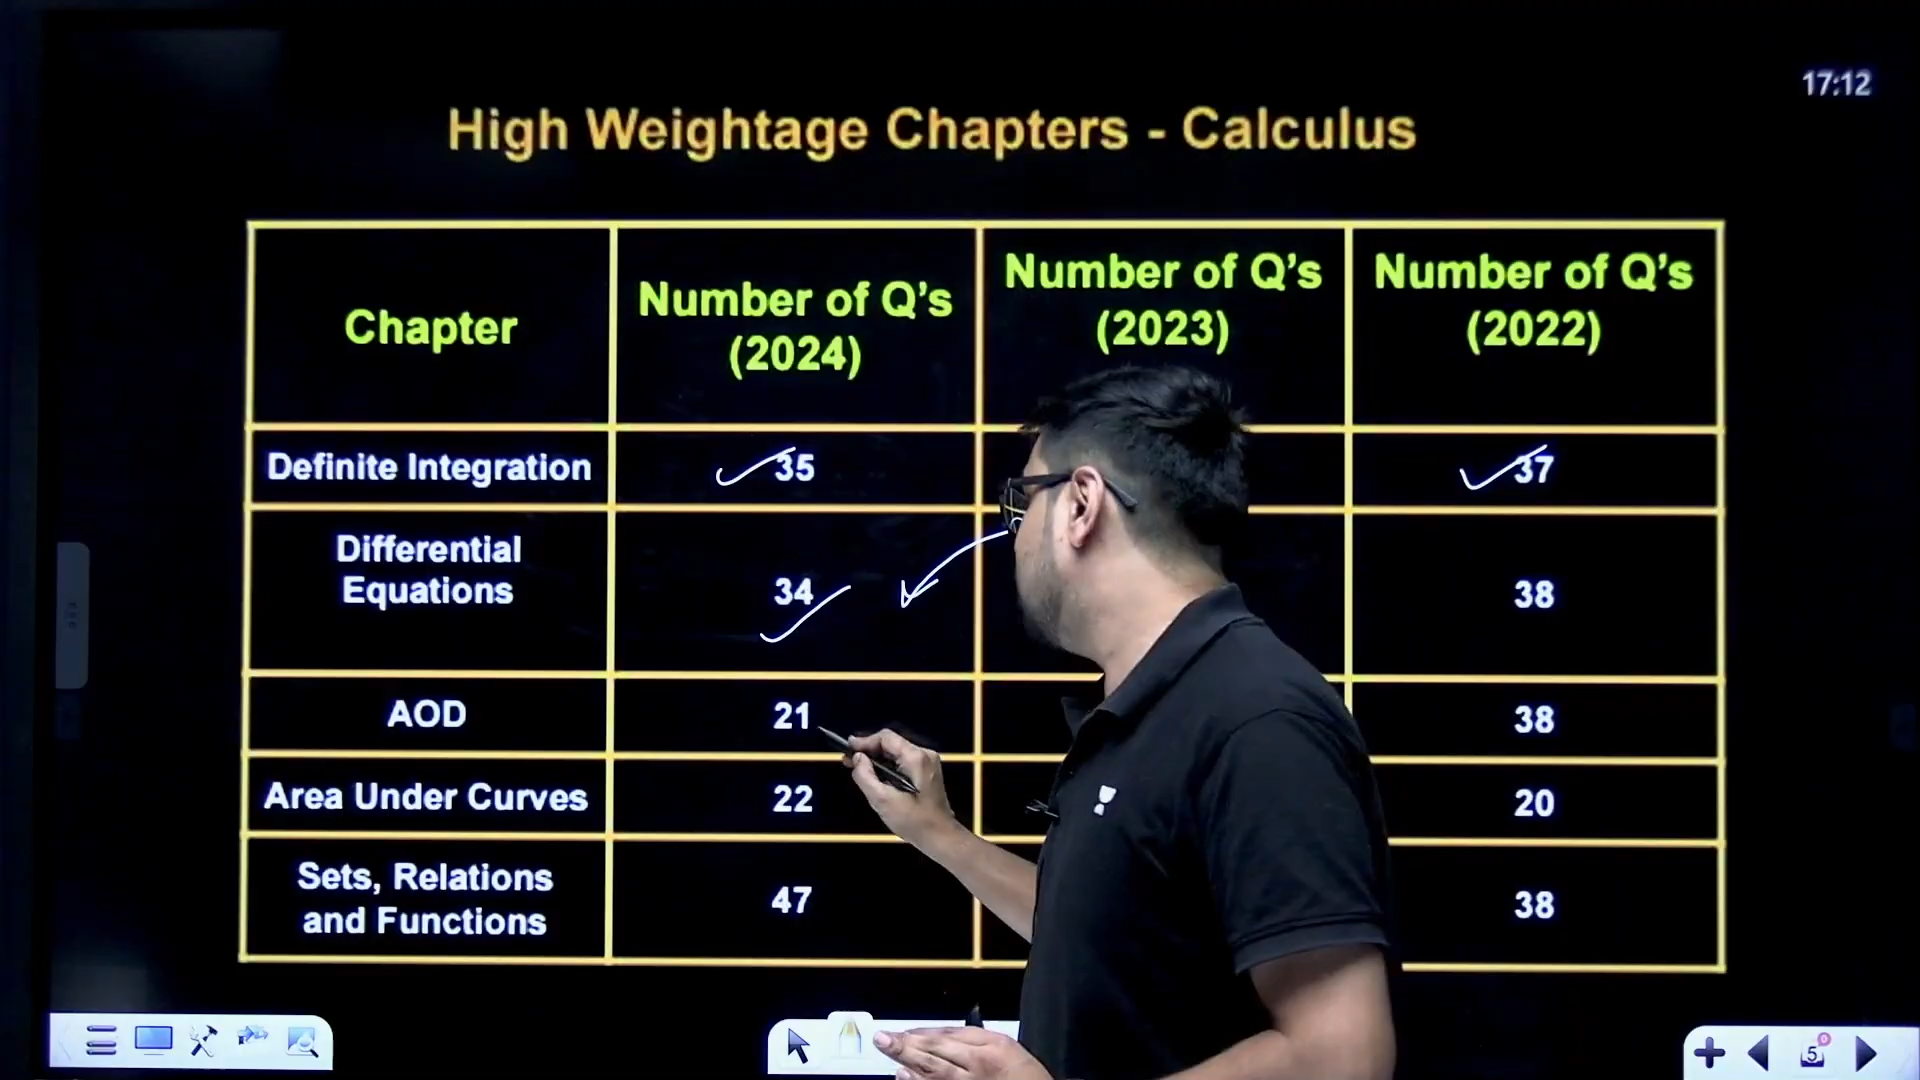 17:12
High Weightage Chapters - Calculus
Chapter
Number of Q’s
(2024)
Number of Q’s
(2023)
Number of Q’s
(2022)
Definite Integration
35
37
Differential
Equations
34
38
AOD
21
38
Area Under Curves
22
20
Sets, Relations
and Functions
47
38
5
0